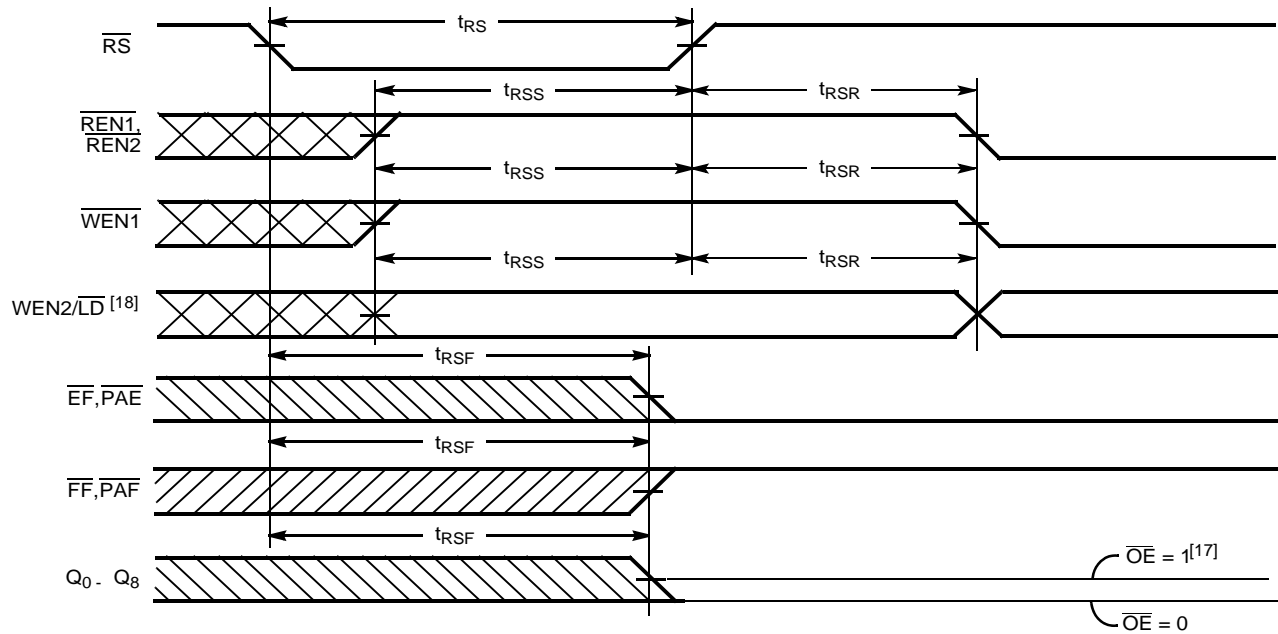 tRS
RS
tRSS tRSR
REN1,
REN2
tRSS tRSR
WEN1
tRSS tRSR
WEN2/LD [18]
tRSF
EF,PAE
tRSF
FF,PAF
tRSF
OE = 1[17]
Q0 - Q8
OE = 0